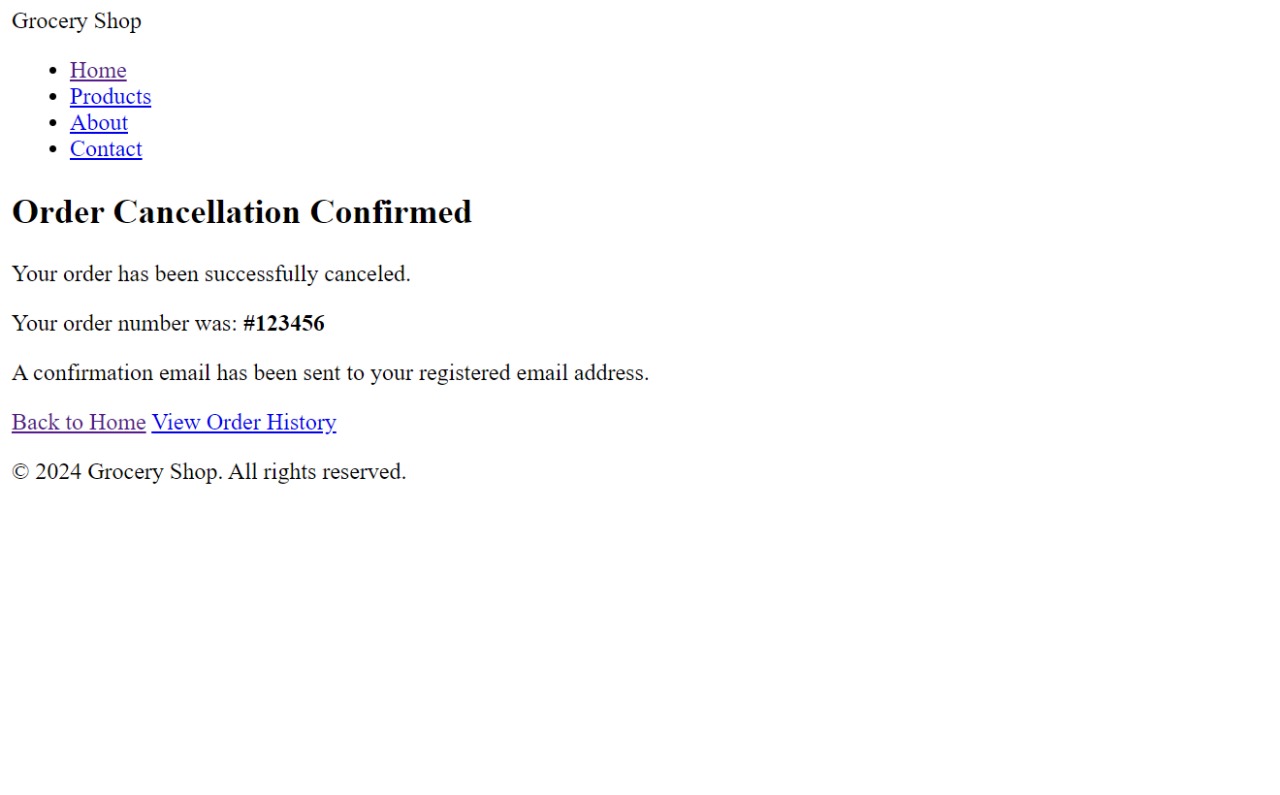 Grocery Shop
Home
Products
About
Contact
Order Cancellation Confirmed
Your order has been successfully canceled.
Your order number was: #123456
A confirmation email has been sent to your registered email address.
Back to Home View Order History
© 2024 Grocery Shop. All rights reserved.